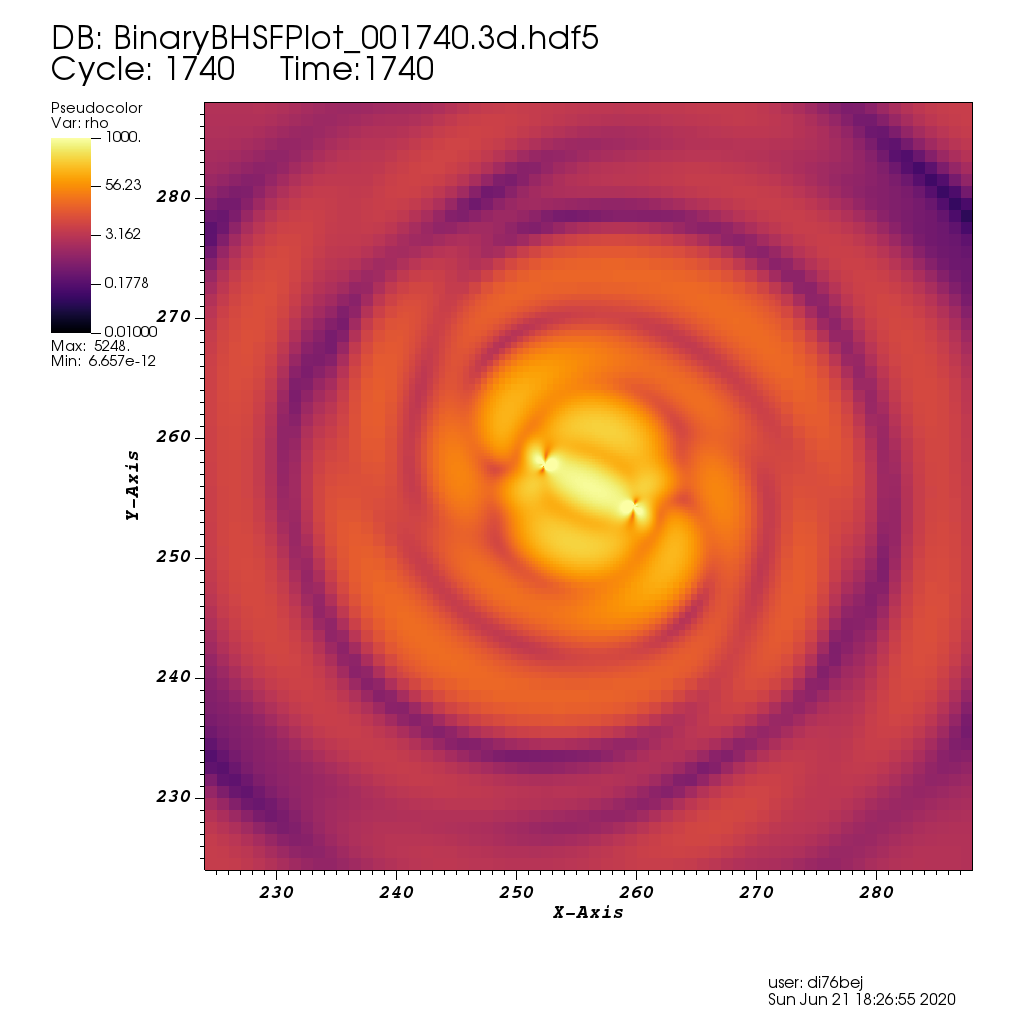 DB: BinaryBHSFPlot_001740.3d.hdf5
Cycle: 1740 Time:1740
Pseudocolor
Var: rho
1000.
56.23
3.162
0.1778
0.01000
Max: 5248.
Min: 6.657e-12
280
270
260
250
240
230
Y-Axis
230 240 250 260 270 280
X-Axis
user: di76bej
Sun Jun 21 18:26:55 2020